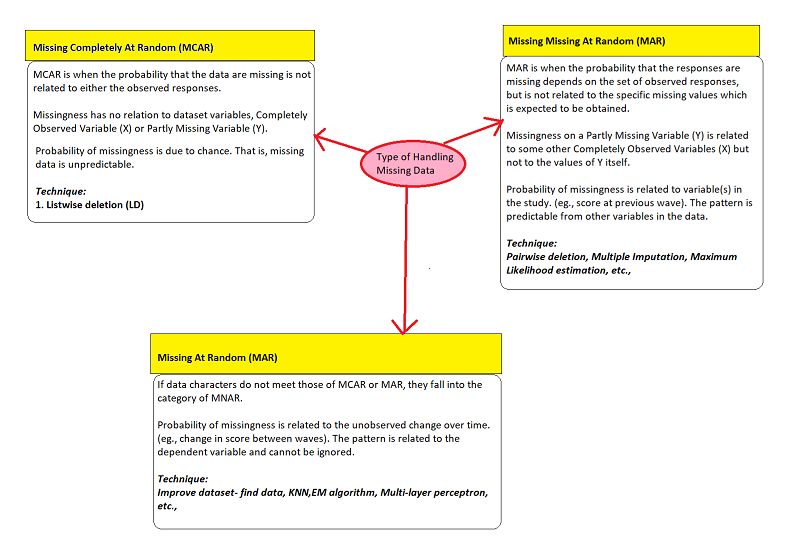 Missing Completely At Random (MCAR)
MCAR is when the probability that the data are missing is not
related to either the observed responses.
Missingness has no relation to dataset variables, Completely
Observed Variable (X) or Partly Missing Variable (Y).
Probability of missingness is due to chance. That is, missing
data is unpredictable.
Technique:
1. Listwise deletion (LD)
Type of Handling
Missing Data
Missing Missing At Random (MAR)
MAR is when the probability that the responses are
missing depends on the set of observed responses,
but is not related to the specific missing values which
is expected to be obtained.
Missingness on a Partly Missing Variable (Y) is related
to some other Completely Observed Variables (X) but
not to the values of Y itself.
Probability of missingness is related to variable(s) in
the study. (eg., score at previous wave). The pattern is
predictable from other variables in the data.
Technique:
Pairwise deletion, Multiple Imputation, Maximum
Likelihood estimation, etc.,
Missing At Random (MAR)
If data characters do not meet those of MCAR or MAR, they fall into the
category of MNAR.
Probability of missingness is related to the unobserved change over time.
(eg., change in score between waves). The pattern is related to the
dependent variable and cannot be ignored.
Technique:
Improve dataset- find data, KNN,EM algorithm, Multi-layer perceptron,
etc.,